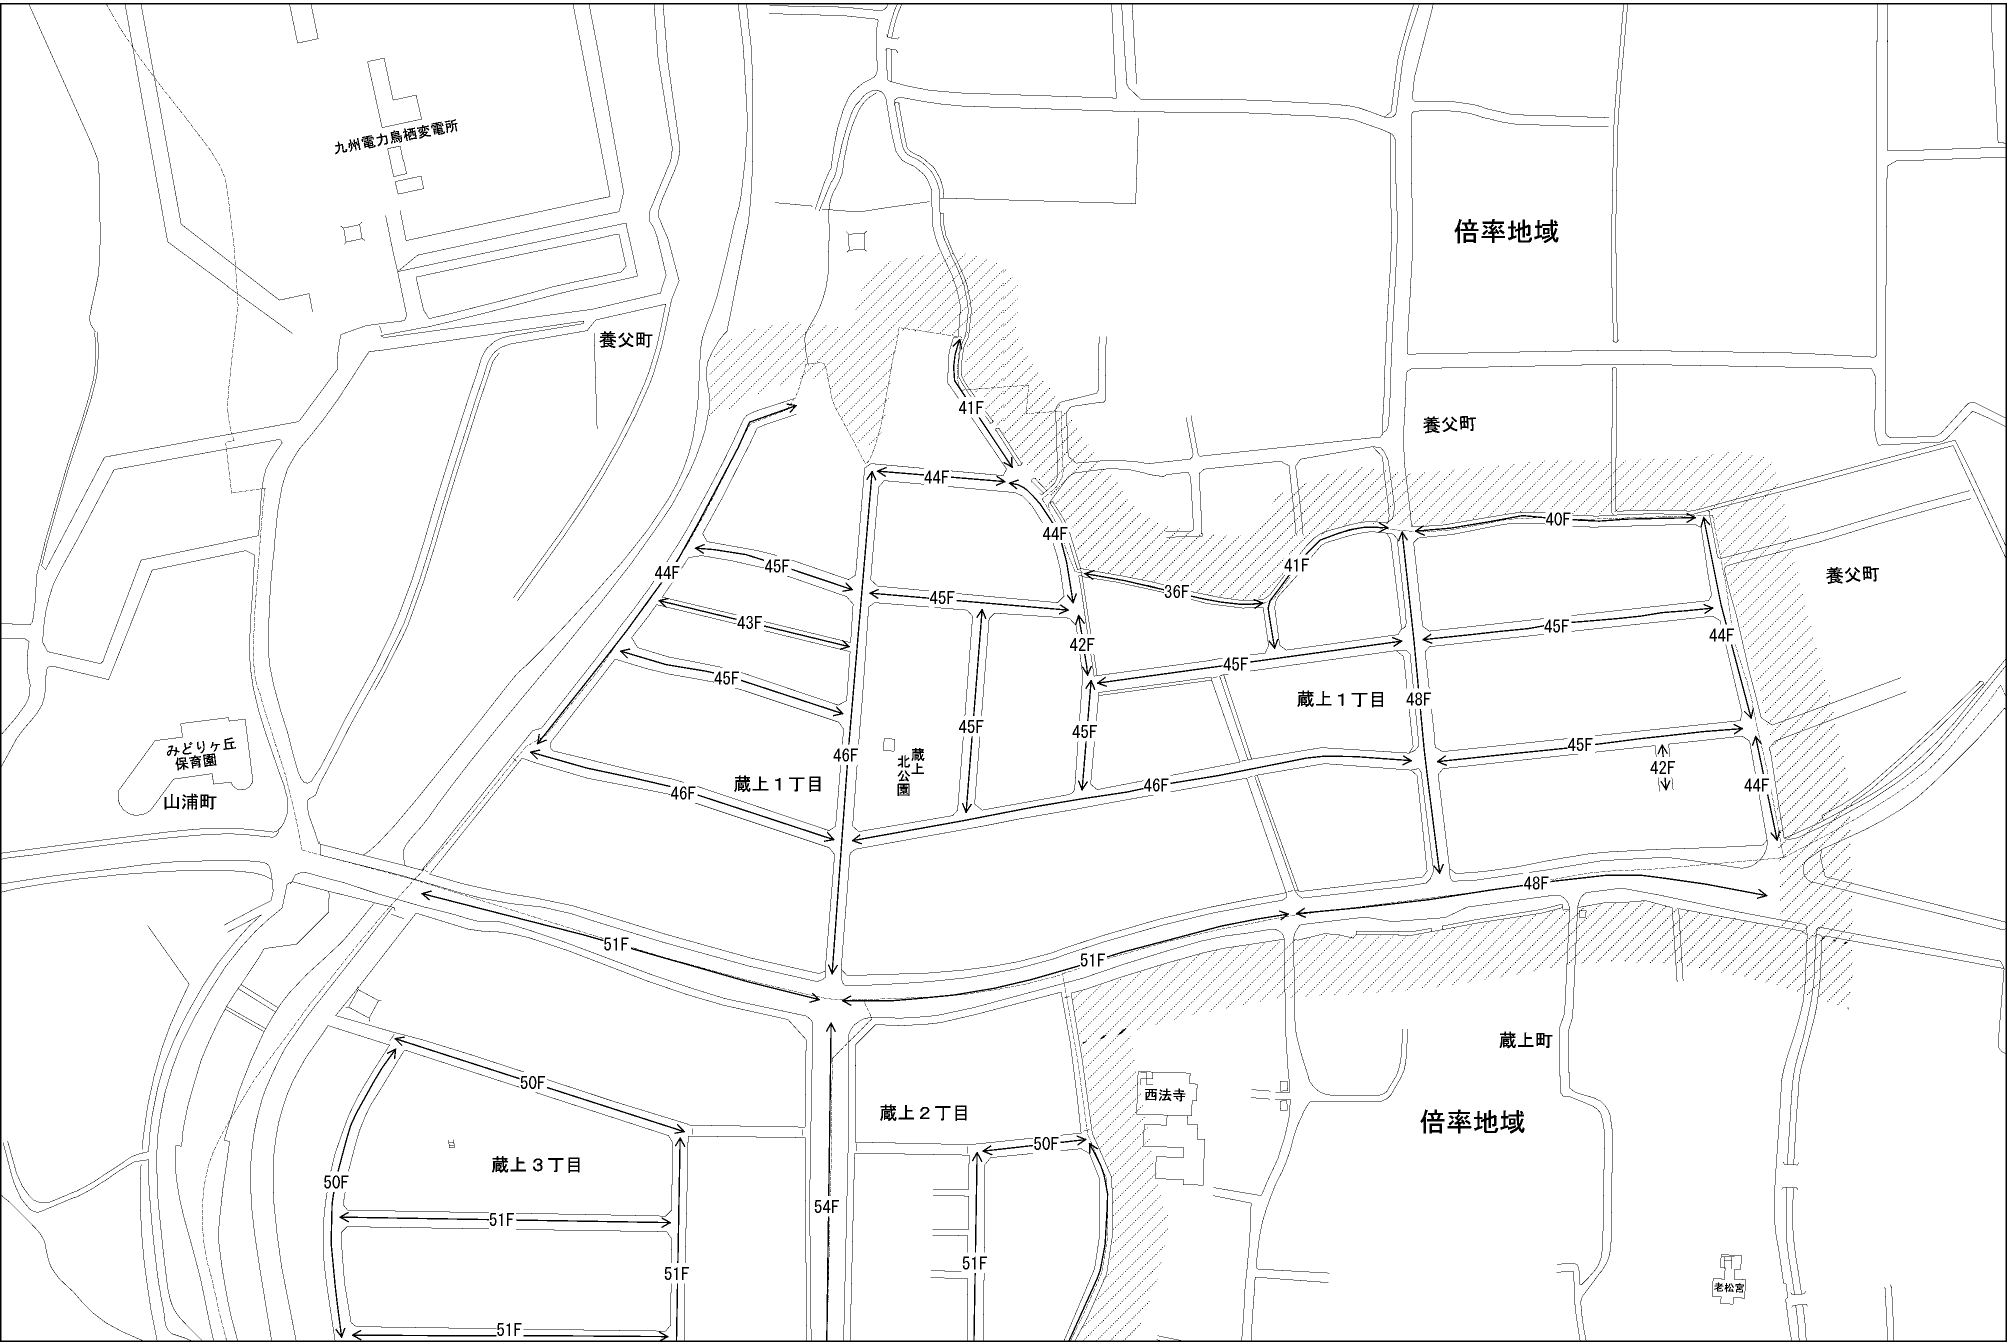 九州電力鳥栖変電所
倍率地域
養父町
41F
養父町
44F
44F
40F
44F
41F
45F
44F
養父町
36F
45F
43F
45F
42F
44F
45F
45F
45F
蔵上１丁目
48F
45F
45F
みどりヶ丘
保育園
46F
蔵上
北公園
45F
42F
蔵上１丁目
46F
46F
44F
山浦町
48F
51F
51F
蔵上町
50F
西法寺
蔵上２丁目
倍率地域
50F
蔵上３丁目
50F
54F
51F
51F
51F
老松宮
51F